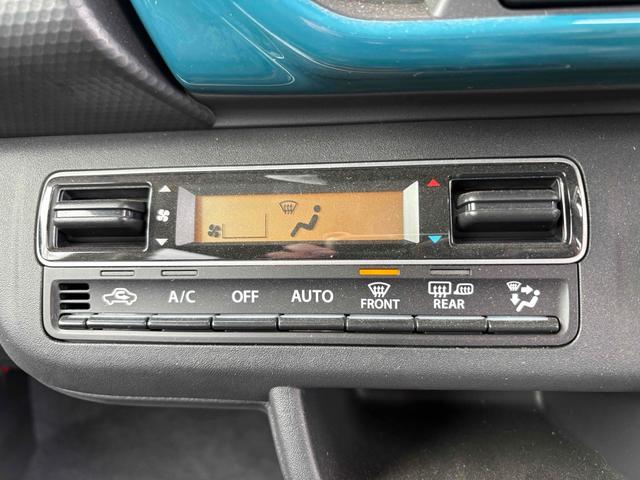 A/C OFF AUTO FRONT REAR